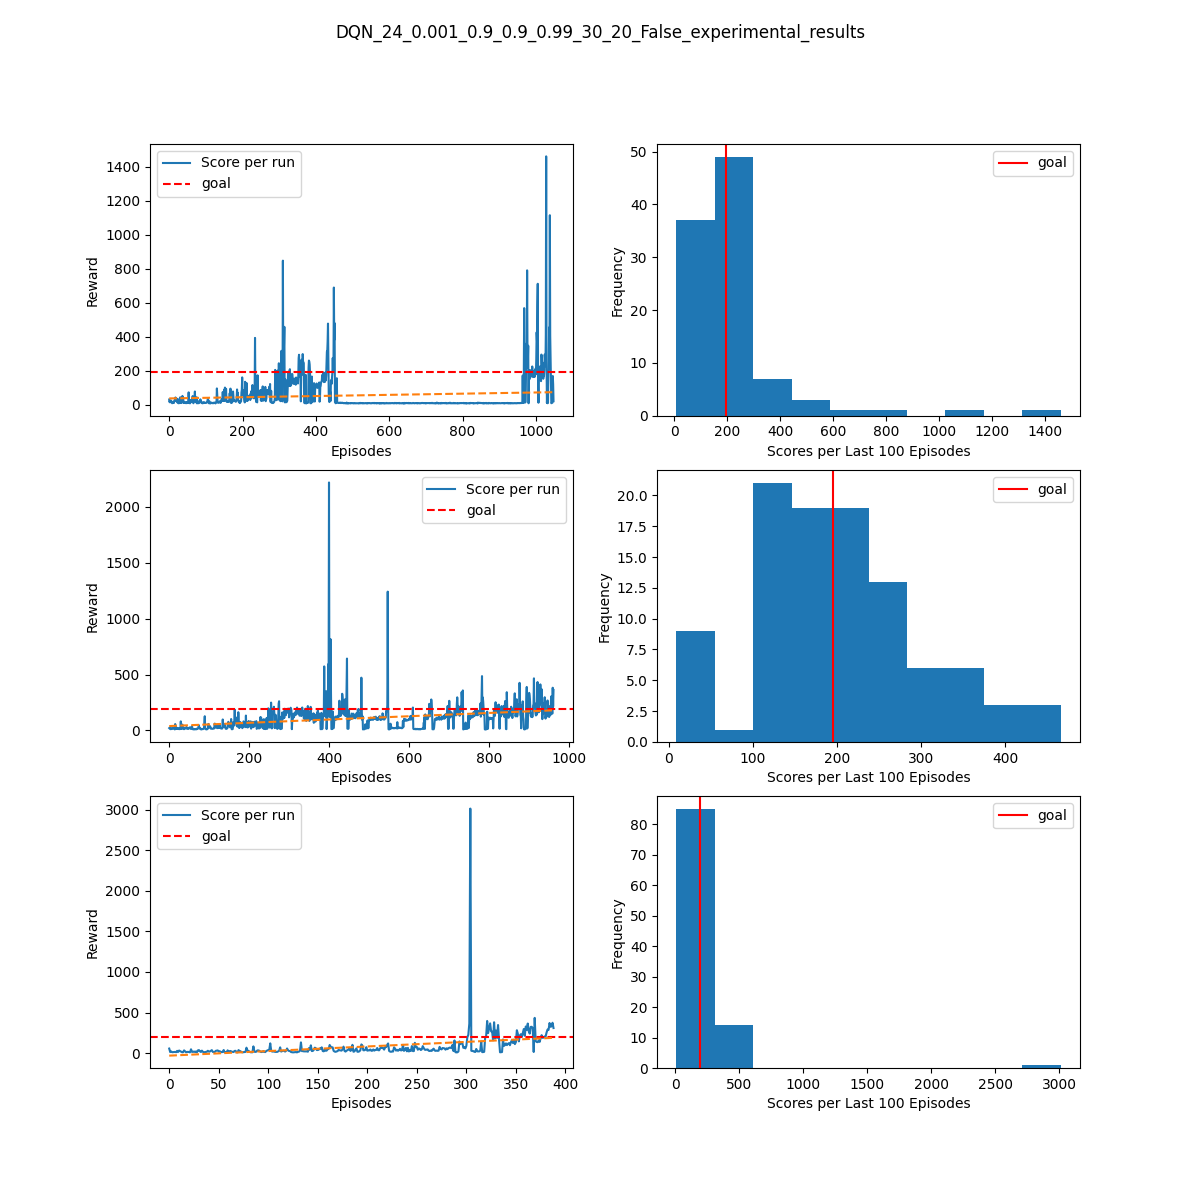 DQN_24_0.001_0.9_0.9_0.99_30_20_False_experimental_results
Score per run
goal
Reward
1400
1200
1000
800
600
400
200
0
0 200 400 600 800 1000
Episodes
goal
Frequency
50
40
30
20
10
0
0 200 400 600 800 1000 1200 1400
Scores per Last 100 Episodes
Score per run
goal
Reward
2000
1500
1000
500
0
0 200 400 600 800 1000
Episodes
goal
Frequency
20.0
17.5
15.0
12.5
10.0
7.5
5.0
2.5
0.0
0 100 200 300 400
Scores per Last 100 Episodes
Score per run
goal
Reward
3000
2500
2000
1500
1000
500
0
0 50 100 150 200 250 300 350 400
Episodes
goal
Frequency
80
70
60
50
40
30
20
10
0
0 500 1000 1500 2000 2500 3000
Scores per Last 100 Episodes